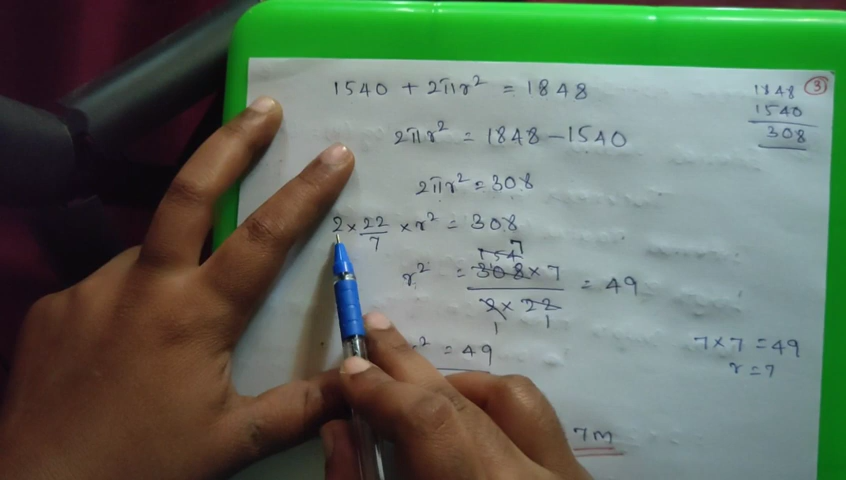 1540 + 2πr² = 1848
2πr² = 1848 – 1540
2πr² = 308
2 × 22/7 × r² = 308
r² = 308 × 7 / 2 × 22 = 49
154 7
1 1
r² = 49
7m
3
1848
1540
308
7 × 7 = 49
r = 7